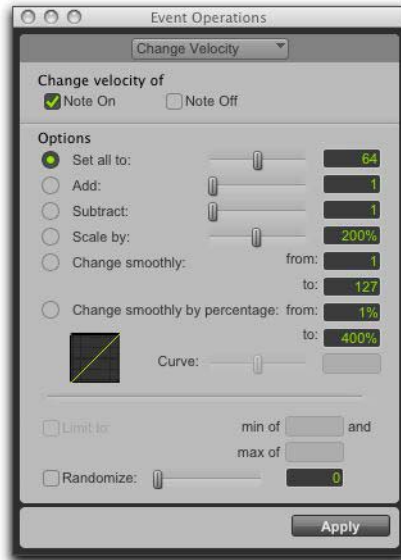 Event Operations
Change Velocity
Change velocity of
Note On Note Off
Options
Set all to: 64
Add: 1
Subtract: 1
Scale by: 200%
Change smoothly: from: 1
to: 127
Change smoothly by percentage: from: 1%
to: 400%
Curve:
Limit to: min of and
max of
Randomize: 0
Apply